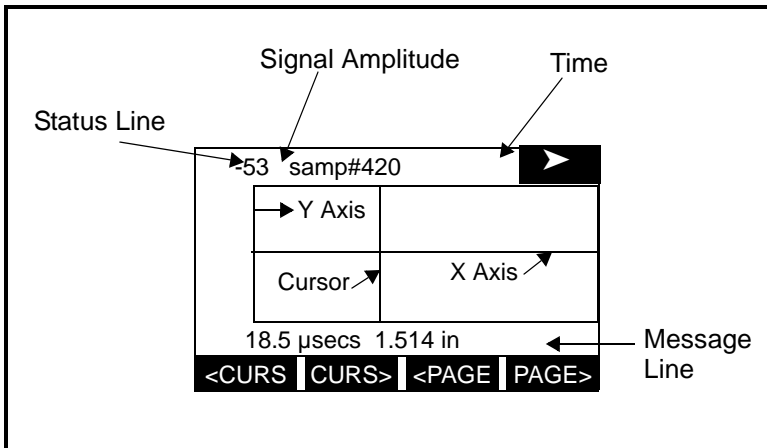 Signal Amplitude
Time
Status Line
-53 samp#420
Y Axis
Cursor
X Axis
18.5 µsecs 1.514 in
Message
Line
<CURS CURS> <PAGE PAGE>